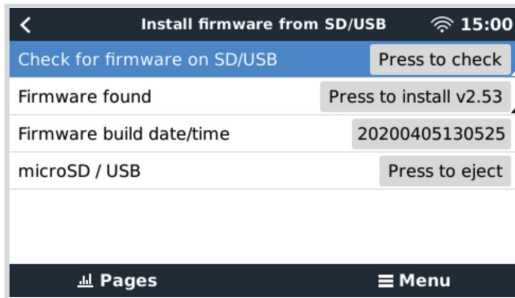 Install firmware from SD/USB 15:00
Check for firmware on SD/USB Press to check
Firmware found Press to install v2.53
Firmware build date/time 20200405130525
microSD / USB Press to eject
Pages Menu